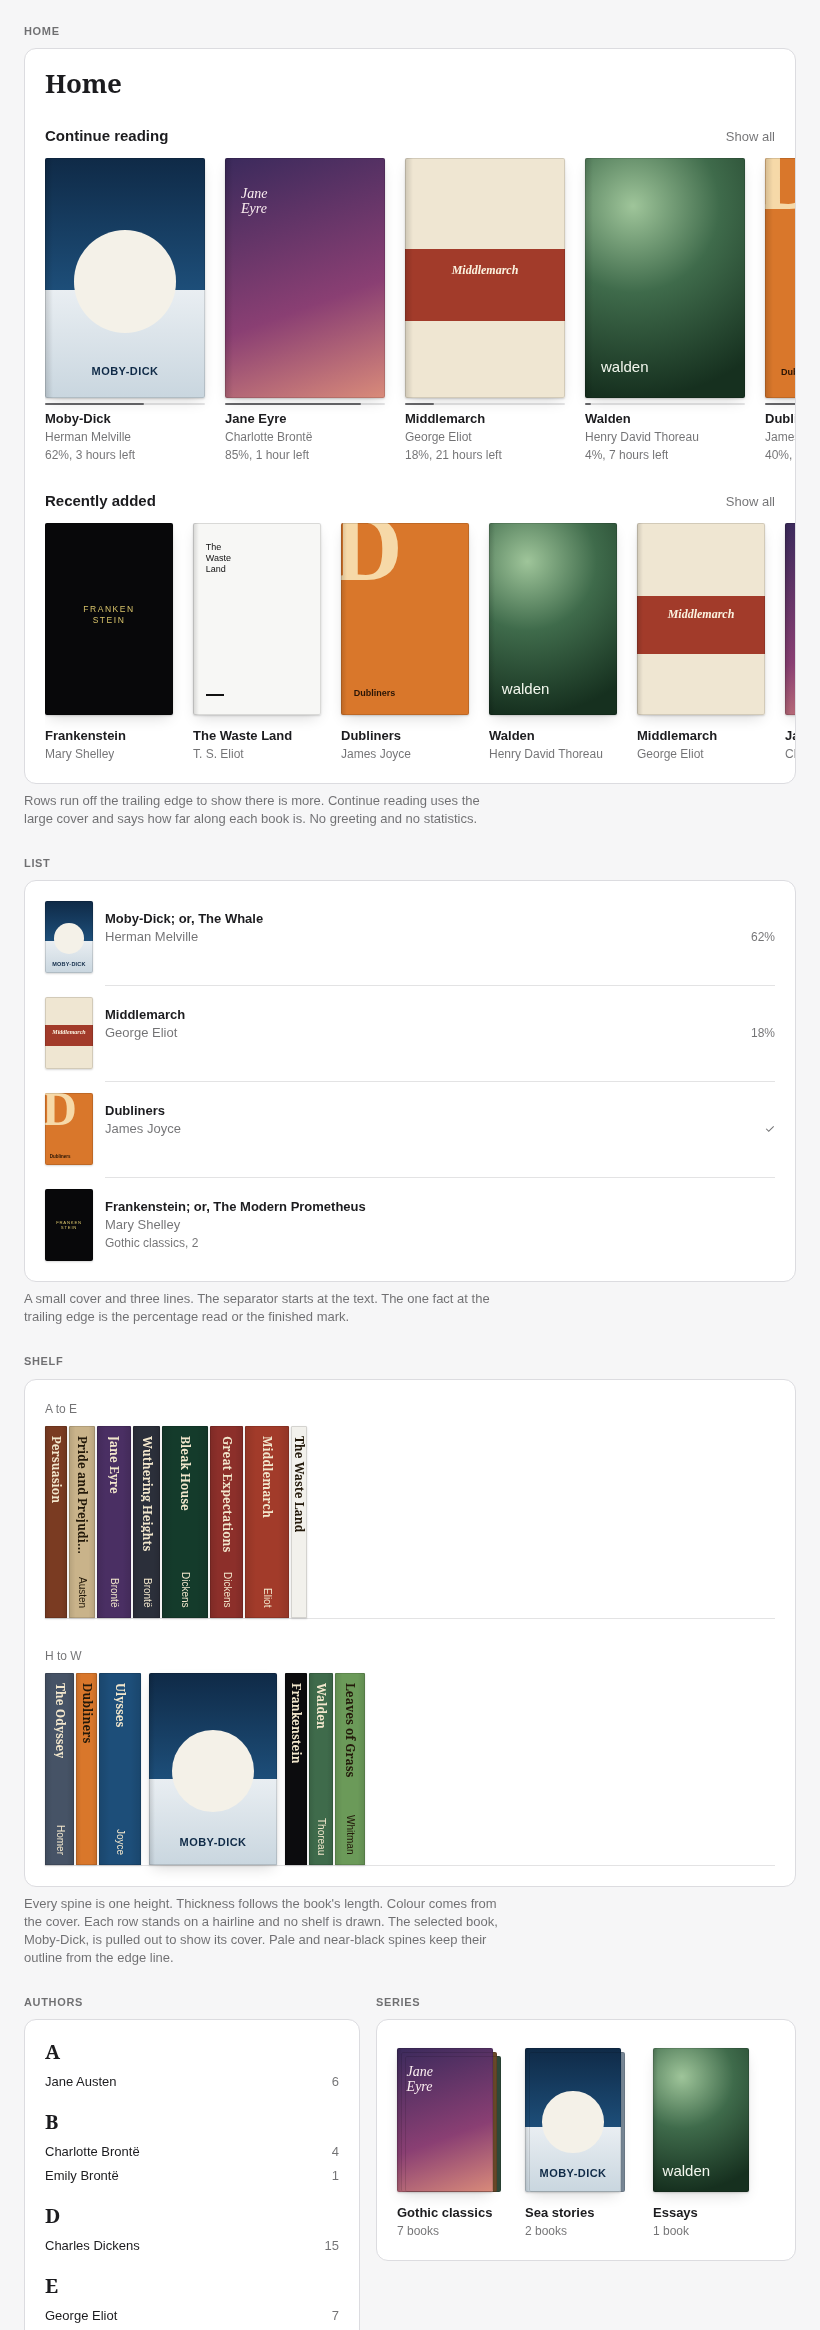 HOME
Home
Continue reading
Show all
Jane
Eyre
Middlemarch
MOBY-DICK
walden
D
Dubl
Moby-Dick
Jane Eyre
Middlemarch
Walden
Dubl
Herman Melville
Charlotte Brontë
George Eliot
Henry David Thoreau
Jame
62%, 3 hours left
85%, 1 hour left
18%, 21 hours left
4%, 7 hours left
40%,
Recently added
Show all
FRANKEN
STEIN
The
Waste
Land
D
Dubliners
walden
Middlemarch
Frankenstein
The Waste Land
Dubliners
Walden
Middlemarch
Ja
Mary Shelley
T. S. Eliot
James Joyce
Henry David Thoreau
George Eliot
Cl
Rows run off the trailing edge to show there is more. Continue reading uses the
large cover and says how far along each book is. No greeting and no statistics.
LIST
MOBY-DICK
Moby-Dick; or, The Whale
Herman Melville
62%
Middlemarch
Middlemarch
George Eliot
18%
D
Dubliners
Dubliners
James Joyce
FRANKEN
STEIN
Frankenstein; or, The Modern Prometheus
Mary Shelley
Gothic classics, 2
A small cover and three lines. The separator starts at the text. The one fact at the
trailing edge is the percentage read or the finished mark.
SHELF
A to E
Persuasion
Pride and Prejudi…
Austen
Jane Eyre
Brontë
Wuthering Heights
Brontë
Bleak House
Dickens
Great Expectations
Dickens
Middlemarch
Eliot
The Waste Land
H to W
The Odyssey
Homer
Dubliners
Ulysses
Joyce
MOBY-DICK
Frankenstein
Walden
Thoreau
Leaves of Grass
Whitman
Every spine is one height. Thickness follows the book's length. Colour comes from
the cover. Each row stands on a hairline and no shelf is drawn. The selected book,
Moby-Dick, is pulled out to show its cover. Pale and near-black spines keep their
outline from the edge line.
AUTHORS
A
Jane Austen
6
B
Charlotte Brontë
4
Emily Brontë
1
D
Charles Dickens
15
E
George Eliot
7
SERIES
Jane
Eyre
MOBY-DICK
walden
Gothic classics
Sea stories
Essays
7 books
2 books
1 book